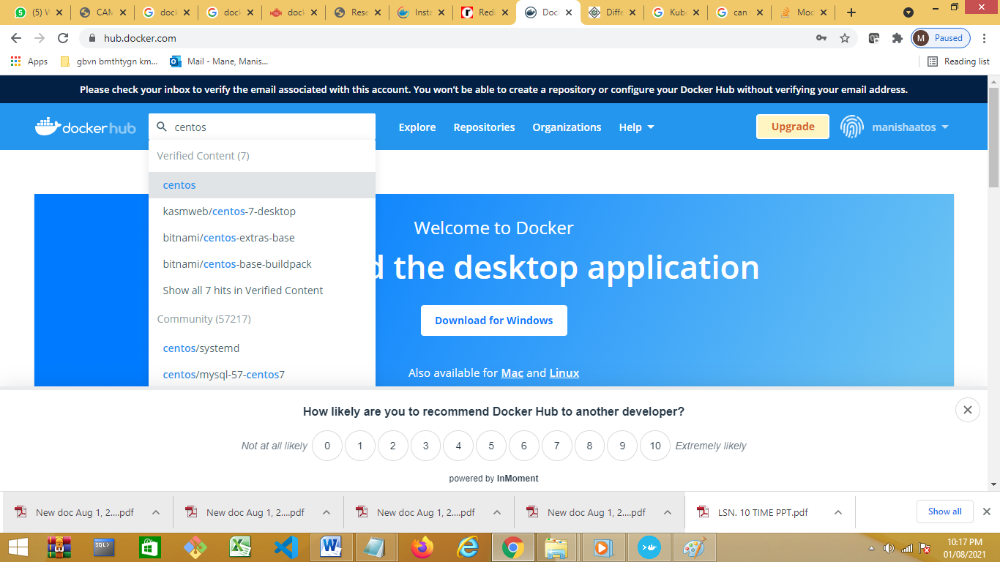 (5) W
CAM
dock
dock
dock
Rese
Insta
Redi
Doc
Diffe
Kube
can
Moc
hub.docker.com
M Paused
Apps
gbvn bmthtygn km...
Mail - Mane, Manis...
Reading list
Please check your inbox to verify the email associated with this account. You won't be able to create a repository or configure your Docker Hub without verifying your email address.
docker hub
centos
Explore
Repositories
Organizations
Help
Upgrade
manishaatos
Verified Content (7)
centos
kasmweb/centos-7-desktop
bitnami/centos-extras-base
bitnami/centos-base-buildpack
Show all 7 hits in Verified Content
Community (57217)
centos/systemd
centos/mysql-57-centos7
Welcome to Docker
d the desktop application
Download for Windows
Also available for Mac and Linux
How likely are you to recommend Docker Hub to another developer?
Not at all likely 0 1 2 3 4 5 6 7 8 9 10 Extremely likely
powered by InMoment
New doc Aug 1, 2....pdf
New doc Aug 1, 2....pdf
New doc Aug 1, 2....pdf
New doc Aug 1, 2....pdf
LSN. 10 TIME PPT.pdf
Show all
SQL>
10:17 PM
01/08/2021